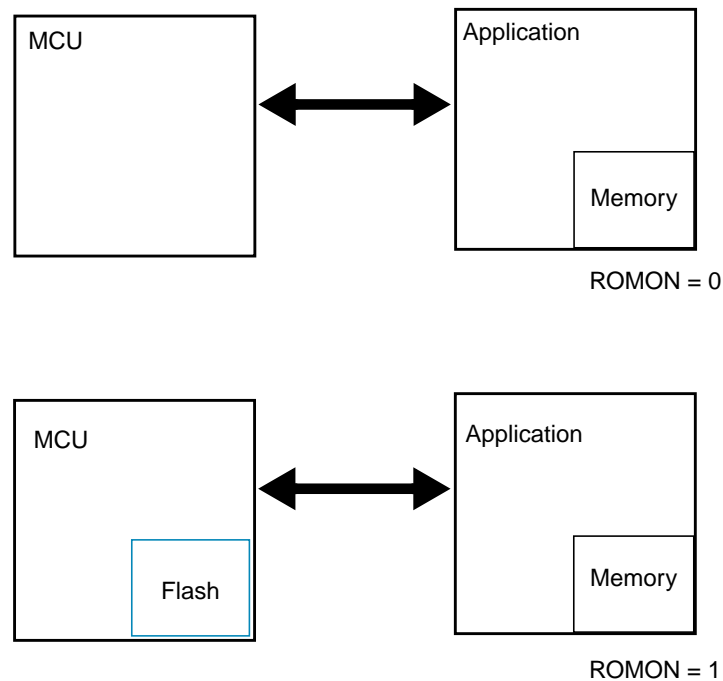 MCU
Application
Memory
ROMON = 0
MCU
Application
Flash
Memory
ROMON = 1